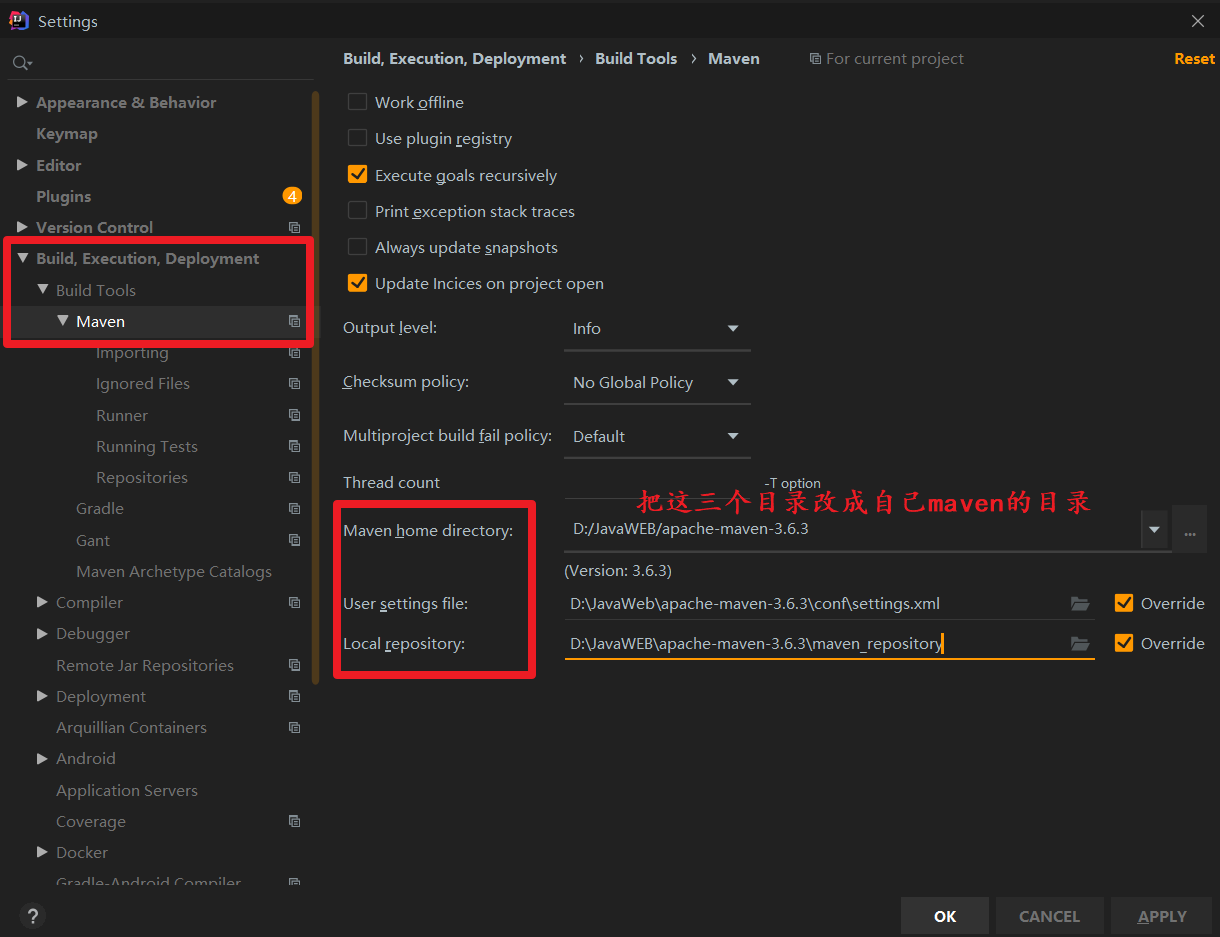 Settings
Build, Execution, Deployment › Build Tools › Maven For current project Reset
Appearance & Behavior
Keymap
Editor
Plugins 4
Version Control
Build, Execution, Deployment
Build Tools
Maven
Importing
Ignored Files
Runner
Running Tests
Repositories
Gradle
Gant
Maven Archetype Catalogs
Compiler
Debugger
Remote Jar Repositories
Deployment
Arquillian Containers
Android
Application Servers
Coverage
Docker
Gradle-Android Compiler
Work offline
Use plugin registry
Execute goals recursively
Print exception stack traces
Always update snapshots
Update Incices on project open
Output level: Info
Checksum policy: No Global Policy
Multiproject build fail policy: Default
Thread count -T option
把这三个目录改成自己maven的目录
Maven home directory: D:/JavaWEB/apache-maven-3.6.3 ...
(Version: 3.6.3)
User settings file: D:\JavaWeb\apache-maven-3.6.3\conf\settings.xml Override
Local repository: D:\JavaWEB\apache-maven-3.6.3\maven_repository Override
? OK CANCEL APPLY